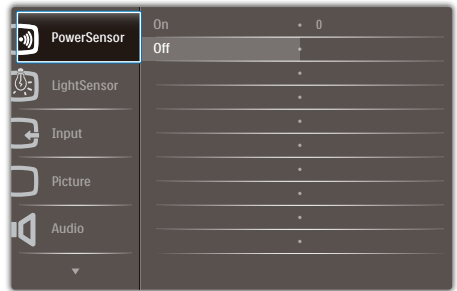 PowerSensor
LightSensor
Input
Picture
Audio
On • 0
Off •